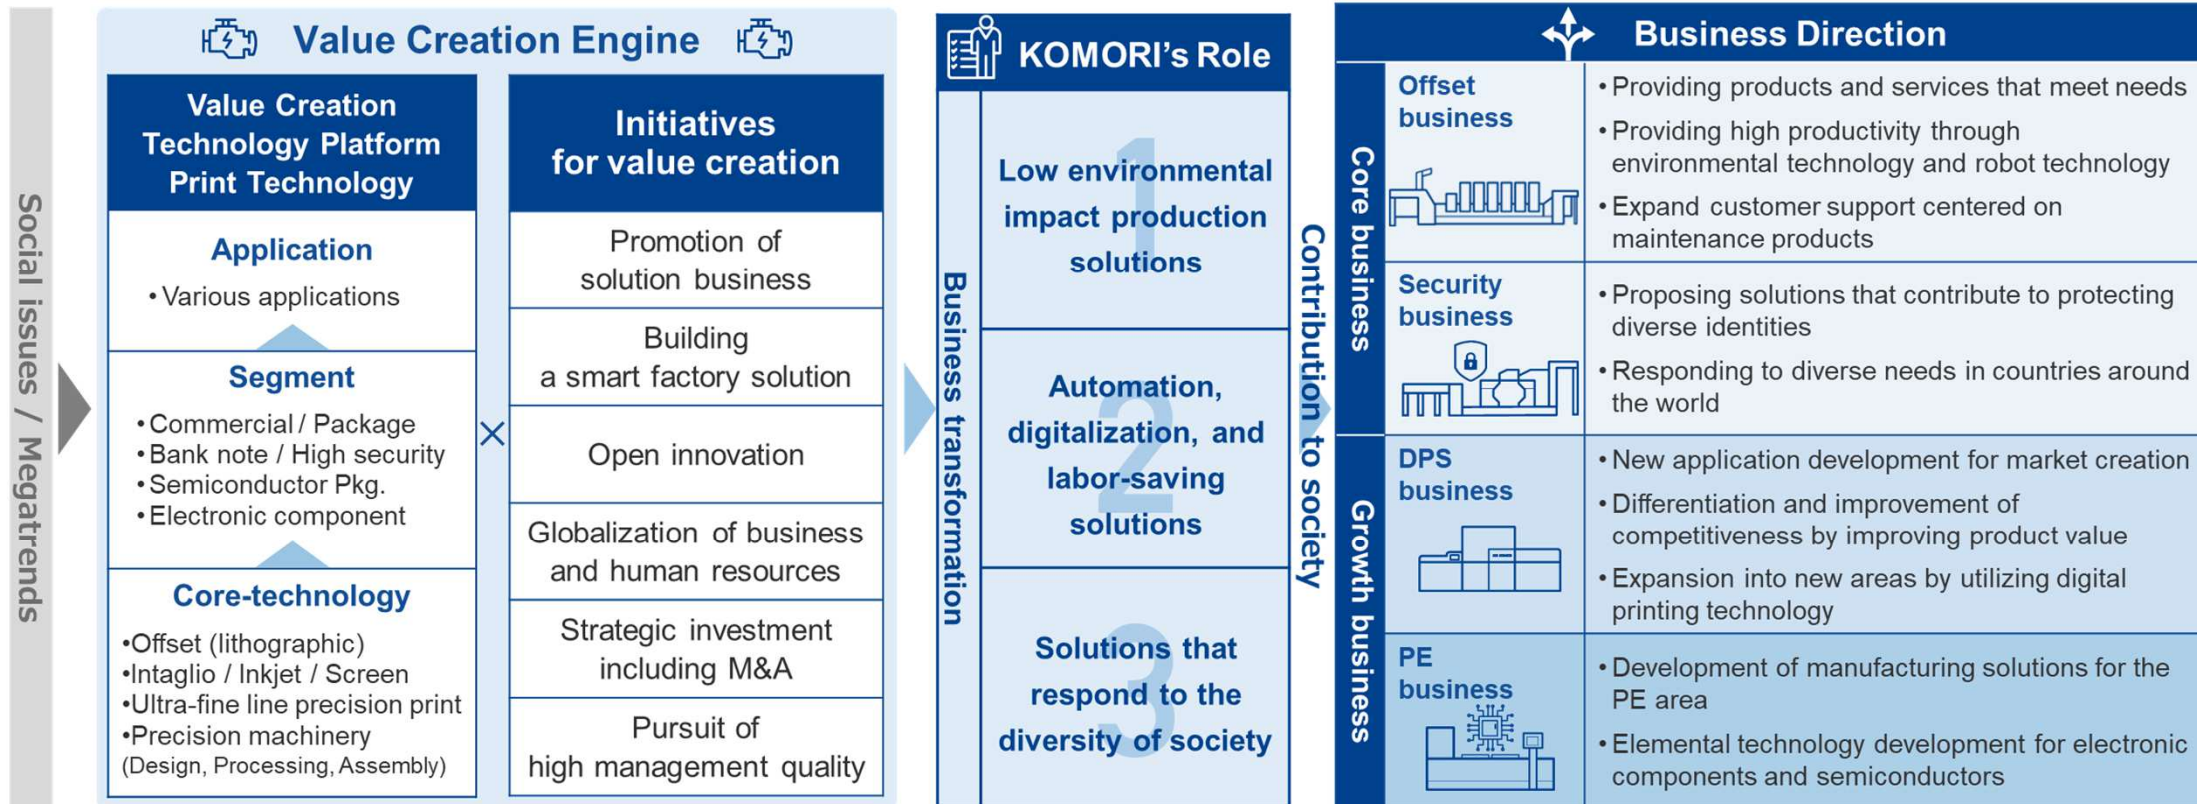 Social issues / Megatrends
Value Creation Engine
Value Creation
Technology Platform
Print Technology
Application
• Various applications
Segment
• Commercial / Package
• Bank note / High security
• Semiconductor Pkg.
• Electronic component
Core-technology
•Offset (lithographic)
•Intaglio / Inkjet / Screen
•Ultra-fine line precision print
•Precision machinery
(Design, Processing, Assembly)
×
Initiatives
for value creation
Promotion of
solution business
Building
a smart factory solution
Open innovation
Globalization of business
and human resources
Strategic investment
including M&A
Pursuit of
high management quality
KOMORI's Role
Business transformation
1
Low environmental
impact production
solutions
2
Automation,
digitalization, and
labor-saving
solutions
3
Solutions that
respond to the
diversity of society
Contribution to society
Business Direction
Core business
Offset
business
• Providing products and services that meet needs
• Providing high productivity through
environmental technology and robot technology
• Expand customer support centered on
maintenance products
Security
business
• Proposing solutions that contribute to protecting
diverse identities
• Responding to diverse needs in countries around
the world
Growth business
DPS
business
• New application development for market creation
• Differentiation and improvement of
competitiveness by improving product value
• Expansion into new areas by utilizing digital
printing technology
PE
business
• Development of manufacturing solutions for the
PE area
• Elemental technology development for electronic
components and semiconductors